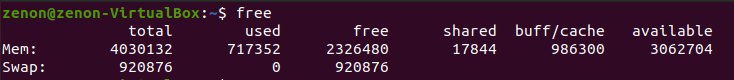 zenon@zenon-VirtualBox:~$ free
              total        used        free      shared  buff/cache   available
Mem:        4030132      717352     2326480       17844      986300     3062704
Swap:        920876           0      920876